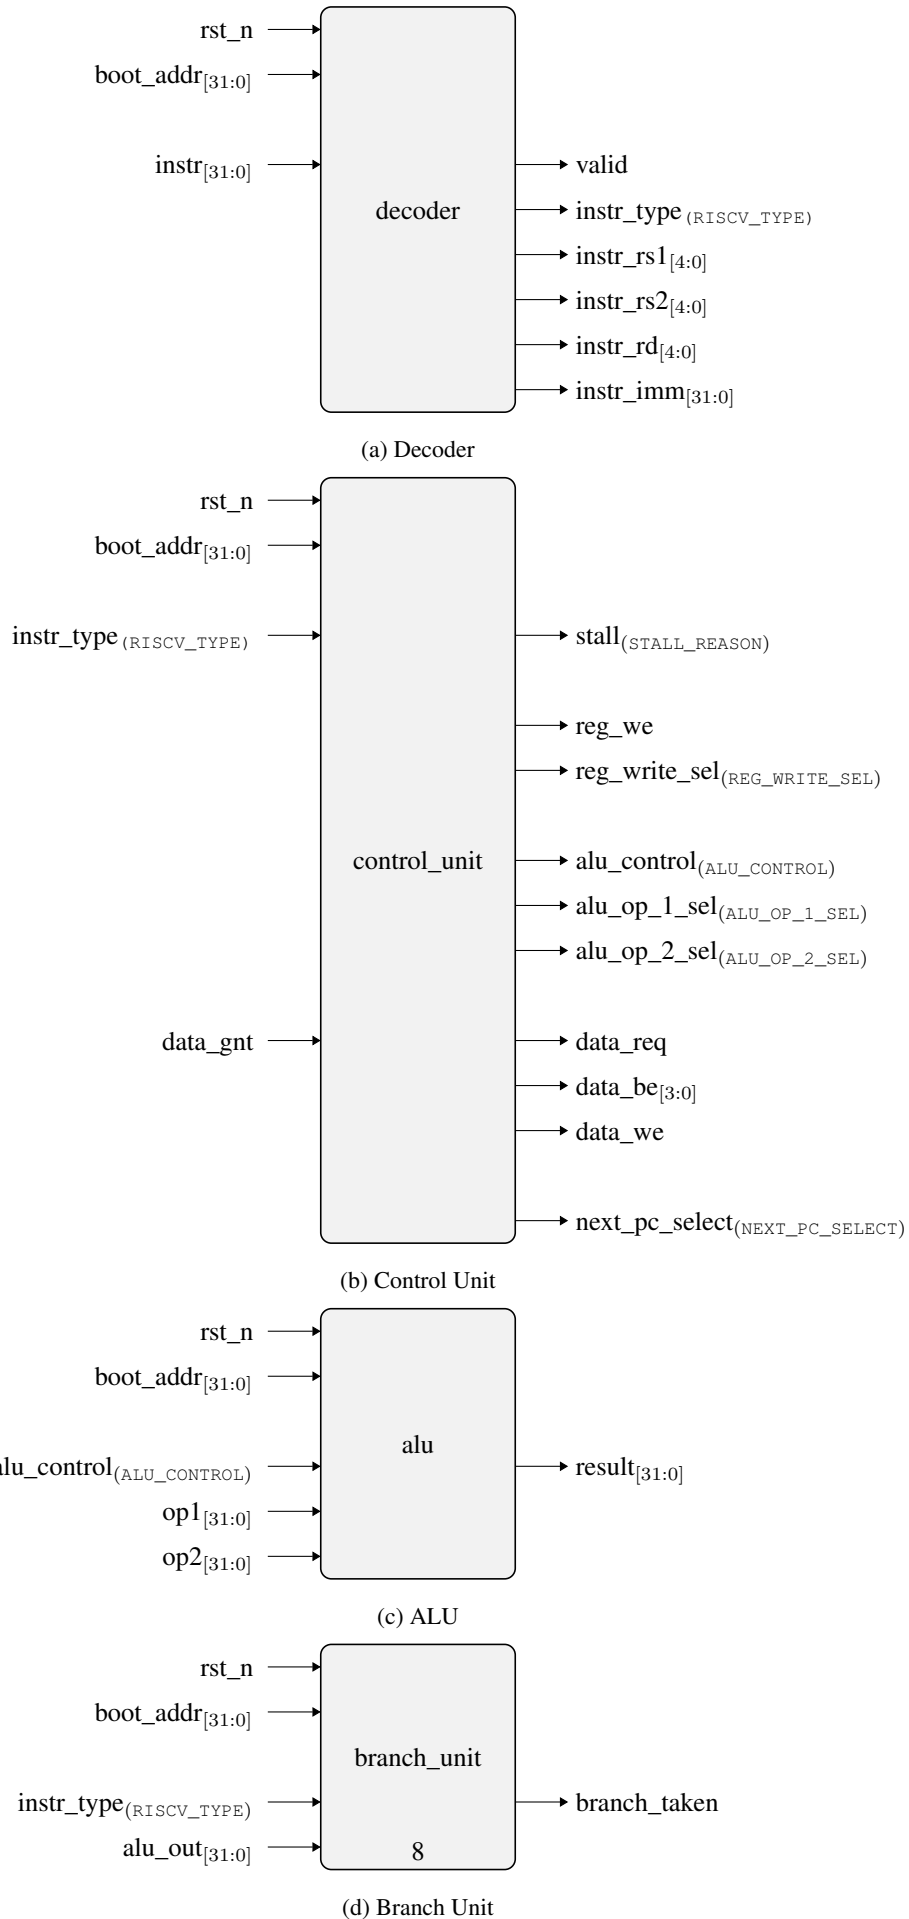 rst_n
boot_addr[31:0]
instr[31:0]
decoder
valid
instr_type(RISCV_TYPE)
instr_rs1[4:0]
instr_rs2[4:0]
instr_rd[4:0]
instr_imm[31:0]
(a) Decoder
rst_n
boot_addr[31:0]
instr_type(RISCV_TYPE)
data_gnt
control_unit
stall(STALL_REASON)
reg_we
reg_write_sel(REG_WRITE_SEL)
alu_control(ALU_CONTROL)
alu_op_1_sel(ALU_OP_1_SEL)
alu_op_2_sel(ALU_OP_2_SEL)
data_req
data_be[3:0]
data_we
next_pc_select(NEXT_PC_SELECT)
(b) Control Unit
rst_n
boot_addr[31:0]
alu_control(ALU_CONTROL)
op1[31:0]
op2[31:0]
alu
result[31:0]
(c) ALU
rst_n
boot_addr[31:0]
instr_type(RISCV_TYPE)
alu_out[31:0]
branch_unit
branch_taken
8
(d) Branch Unit